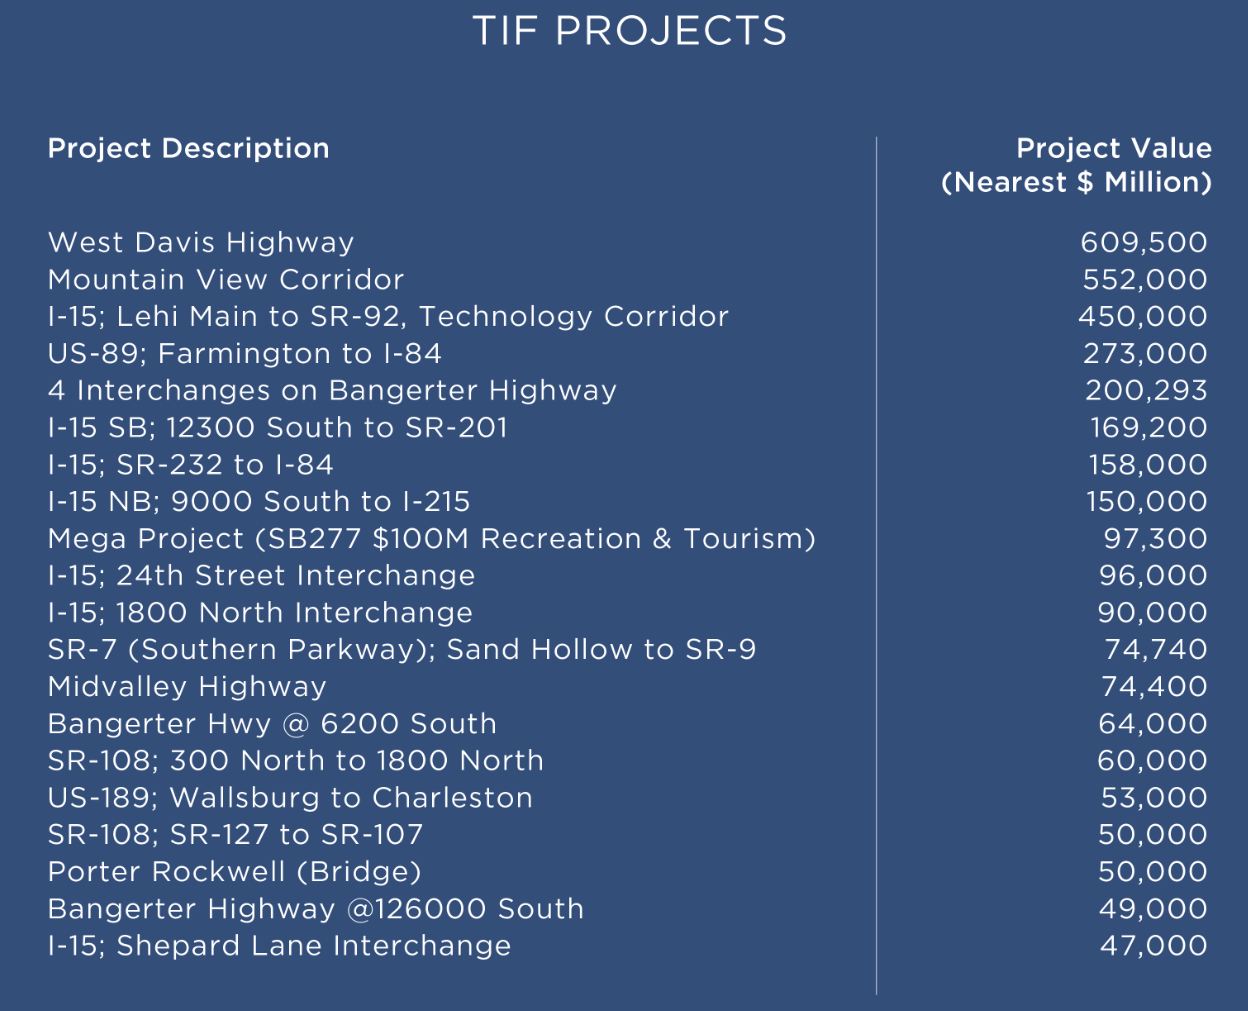 TIF PROJECTS
Project Description
Project Value
(Nearest $ Million)
West Davis Highway 609,500
Mountain View Corridor 552,000
I-15; Lehi Main to SR-92, Technology Corridor 450,000
US-89; Farmington to I-84 273,000
4 Interchanges on Bangerter Highway 200,293
I-15 SB; 12300 South to SR-201 169,200
I-15; SR-232 to I-84 158,000
I-15 NB; 9000 South to I-215 150,000
Mega Project (SB277 $100M Recreation & Tourism) 97,300
I-15; 24th Street Interchange 96,000
I-15; 1800 North Interchange 90,000
SR-7 (Southern Parkway); Sand Hollow to SR-9 74,740
Midvalley Highway 74,400
Bangerter Hwy @ 6200 South 64,000
SR-108; 300 North to 1800 North 60,000
US-189; Wallsburg to Charleston 53,000
SR-108; SR-127 to SR-107 50,000
Porter Rockwell (Bridge) 50,000
Bangerter Highway @126000 South 49,000
I-15; Shepard Lane Interchange 47,000